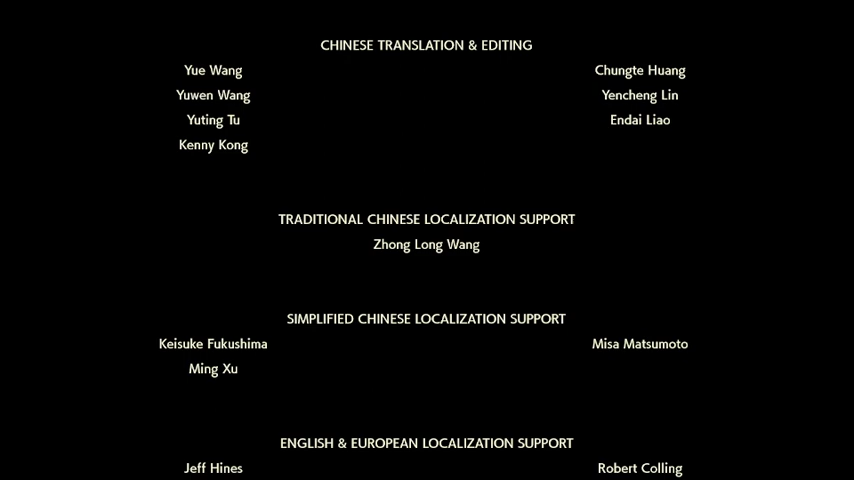 CHINESE TRANSLATION & EDITING
Yue Wang Chungte Huang
Yuwen Wang Yencheng Lin
Yuting Tu Endai Liao
Kenny Kong
TRADITIONAL CHINESE LOCALIZATION SUPPORT
Zhong Long Wang
SIMPLIFIED CHINESE LOCALIZATION SUPPORT
Keisuke Fukushima Misa Matsumoto
Ming Xu
ENGLISH & EUROPEAN LOCALIZATION SUPPORT
Jeff Hines Robert Colling